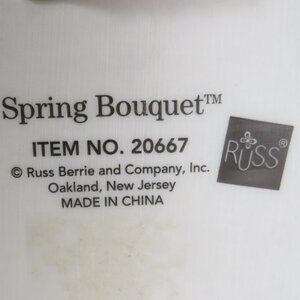 Spring Bouquet™
ITEM NO. 20667
© Russ Berrie and Company, Inc.
Oakland, New Jersey
MADE IN CHINA
RUSS®